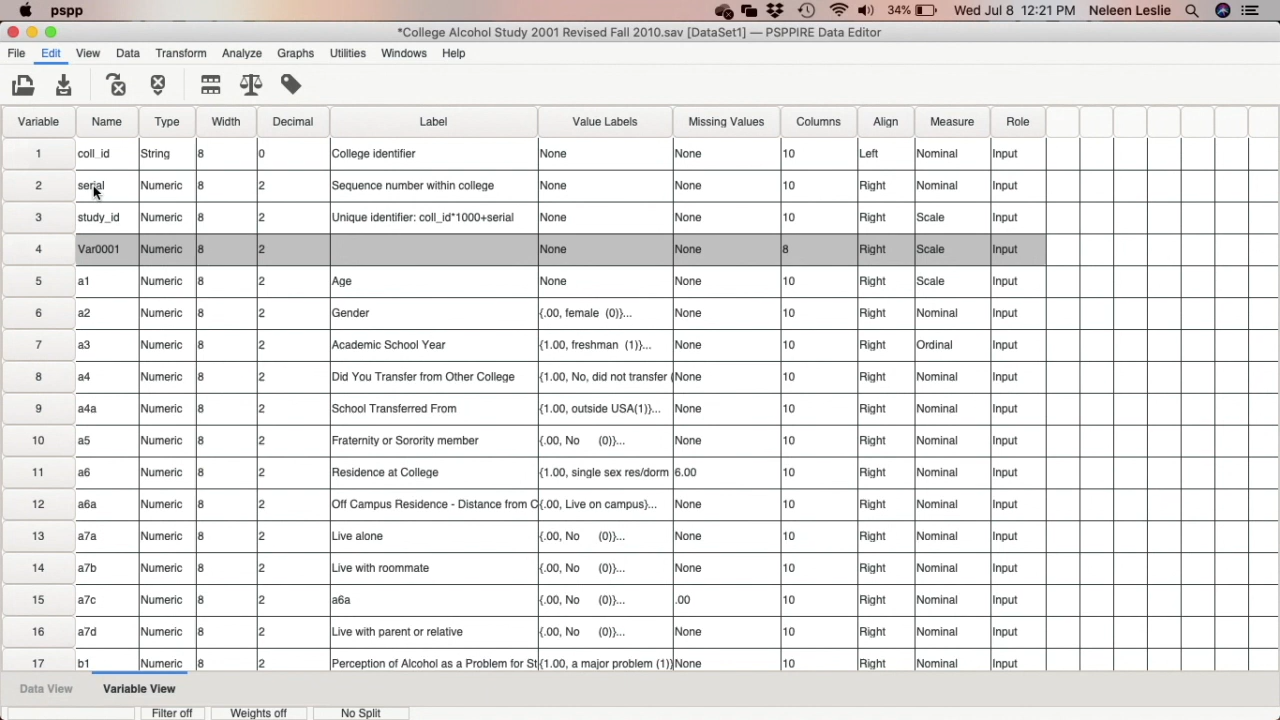 pspp 34% Wed Jul 8 12:21 PM Neleen Leslie
*College Alcohol Study 2001 Revised Fall 2010.sav [DataSet1] — PSPPIRE Data Editor
File Edit View Data Transform Analyze Graphs Utilities Windows Help
Variable Name Type Width Decimal Label Value Labels Missing Values Columns Align Measure Role
1 coll_id String 8 0 College identifier None None 10 Left Nominal Input
2 serial Numeric 8 2 Sequence number within college None None 10 Right Nominal Input
3 study_id Numeric 8 2 Unique identifier: coll_id*1000+serial None None 10 Right Scale Input
4 Var0001 Numeric 8 2 None None 8 Right Scale Input
5 a1 Numeric 8 2 Age None None 10 Right Scale Input
6 a2 Numeric 8 2 Gender {.00, female (0)}... None 10 Right Nominal Input
7 a3 Numeric 8 2 Academic School Year {1.00, freshman (1)}... None 10 Right Ordinal Input
8 a4 Numeric 8 2 Did You Transfer from Other College {1.00, No, did not transfer ( None 10 Right Nominal Input
9 a4a Numeric 8 2 School Transferred From {1.00, outside USA(1)}... None 10 Right Nominal Input
10 a5 Numeric 8 2 Fraternity or Sorority member {.00, No (0)}... None 10 Right Nominal Input
11 a6 Numeric 8 2 Residence at College {1.00, single sex res/dorm 6.00 10 Right Nominal Input
12 a6a Numeric 8 2 Off Campus Residence - Distance from C {.00, Live on campus}... None 10 Right Nominal Input
13 a7a Numeric 8 2 Live alone {.00, No (0)}... None 10 Right Nominal Input
14 a7b Numeric 8 2 Live with roommate {.00, No (0)}... None 10 Right Nominal Input
15 a7c Numeric 8 2 a6a {.00, No (0)}... .00 10 Right Nominal Input
16 a7d Numeric 8 2 Live with parent or relative {.00, No (0)}... None 10 Right Nominal Input
17 b1 Numeric 8 2 Perception of Alcohol as a Problem for St {1.00, a major problem (1)} None 10 Right Nominal Input
Data View Variable View
Filter off Weights off No Split